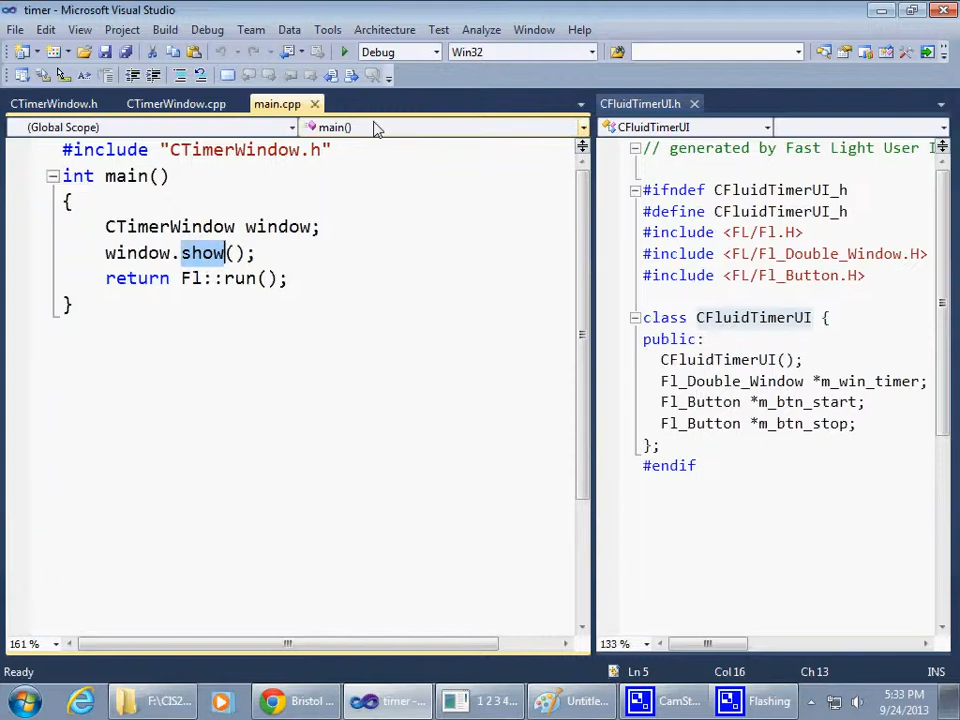 timer - Microsoft Visual Studio
File Edit View Project Build Debug Team Data Tools Architecture Test Analyze Window Help
Debug Win32
CTimerWindow.h CTimerWindow.cpp main.cpp CFluidTimerUI.h
(Global Scope) main() CFluidTimerUI
#include "CTimerWindow.h"
int main()
{
CTimerWindow window;
window.show();
return Fl::run();
}
// generated by Fast Light User I
#ifndef CFluidTimerUI_h
#define CFluidTimerUI_h
#include <FL/Fl.H>
#include <FL/Fl_Double_Window.H>
#include <FL/Fl_Button.H>
class CFluidTimerUI {
public:
CFluidTimerUI();
Fl_Double_Window *m_win_timer;
Fl_Button *m_btn_start;
Fl_Button *m_btn_stop;
};
#endif
161 % 133 %
Ready Ln 5 Col 16 Ch 13 INS
F:\CIS2... Bristol ... timer -... 1 2 3 4... Untitle... CamSt... Flashing
5:33 PM
9/24/2013